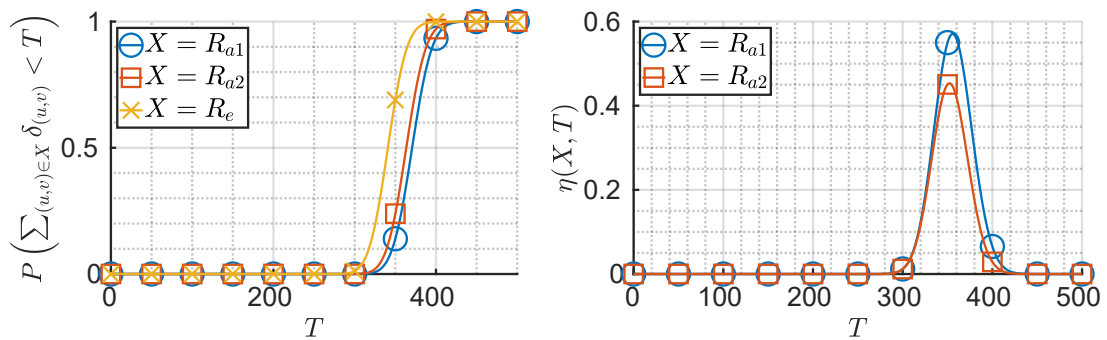 1
0.5
0
0
200
400
T
P(∑_{(u,v)∈X} δ_{(u,v)} < T)
X = R_{a1}
X = R_{a2}
X = R_e
0.6
0.4
0.2
0
0
100
200
300
400
500
T
η(X, T)
X = R_{a1}
X = R_{a2}